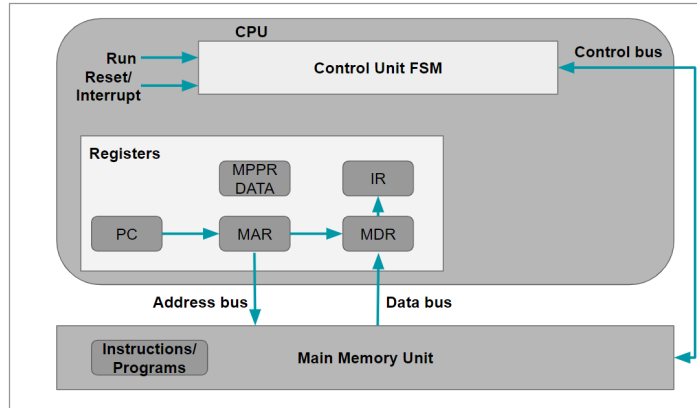 CPU
Run
Reset/
Interrupt
Control Unit FSM
Control bus
Registers
MPPR
DATA
IR
PC
MAR
MDR
Address bus
Data bus
Instructions/
Programs
Main Memory Unit